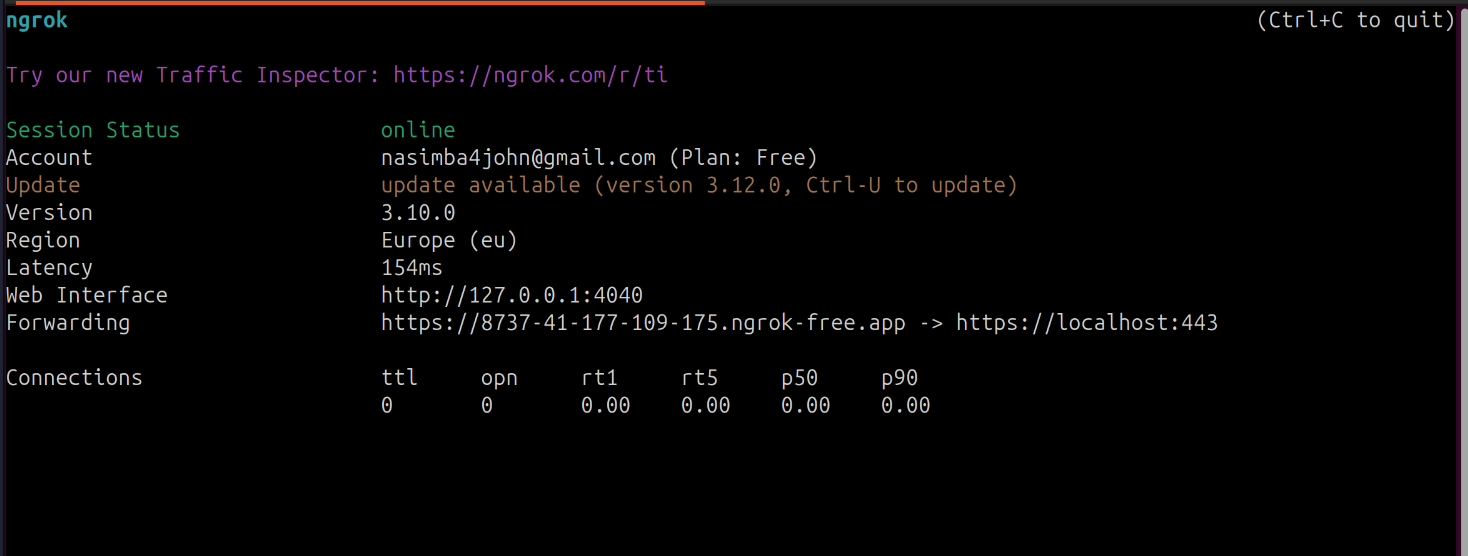 ngrok (Ctrl+C to quit)
Try our new Traffic Inspector: https://ngrok.com/r/ti
Session Status online
Account nasimba4john@gmail.com (Plan: Free)
Update update available (version 3.12.0, Ctrl-U to update)
Version 3.10.0
Region Europe (eu)
Latency 154ms
Web Interface http://127.0.0.1:4040
Forwarding https://8737-41-177-109-175.ngrok-free.app -> https://localhost:443
Connections ttl opn rt1 rt5 p50 p90
0 0 0.00 0.00 0.00 0.00